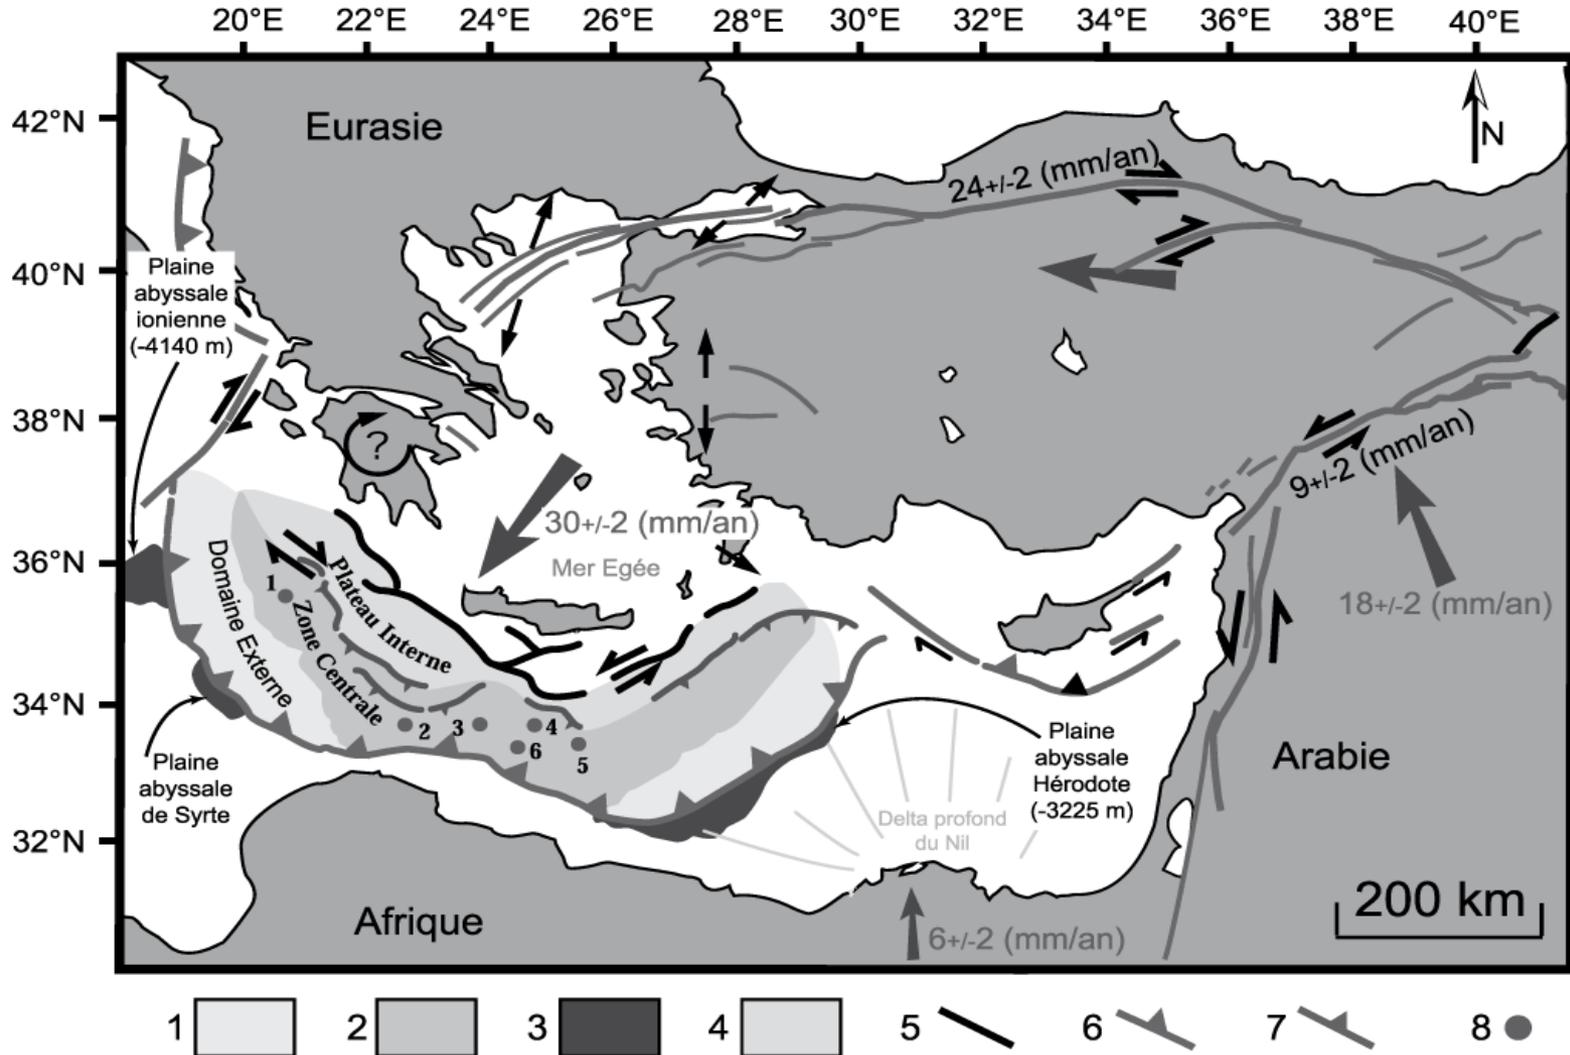 20°E 22°E 24°E 26°E 28°E 30°E 32°E 34°E 36°E 38°E 40°E
42°N
40°N
38°N
36°N
34°N
32°N
Eurasie
N
24+/-2 (mm/an)
Plaine
abyssale
ionienne
(-4140 m)
?
9+/-2 (mm/an)
30+/-2 (mm/an)
Mer Egée
18+/-2 (mm/an)
Domaine Externe
Zone Centrale
Plateau Interne
1
2
3
4
6
5
Plaine
abyssale
de Syrte
Plaine
abyssale
Hérodote
(-3225 m)
Arabie
Delta profond
du Nil
Afrique
6+/-2 (mm/an)
200 km
1 2 3 4 5 6 7 8